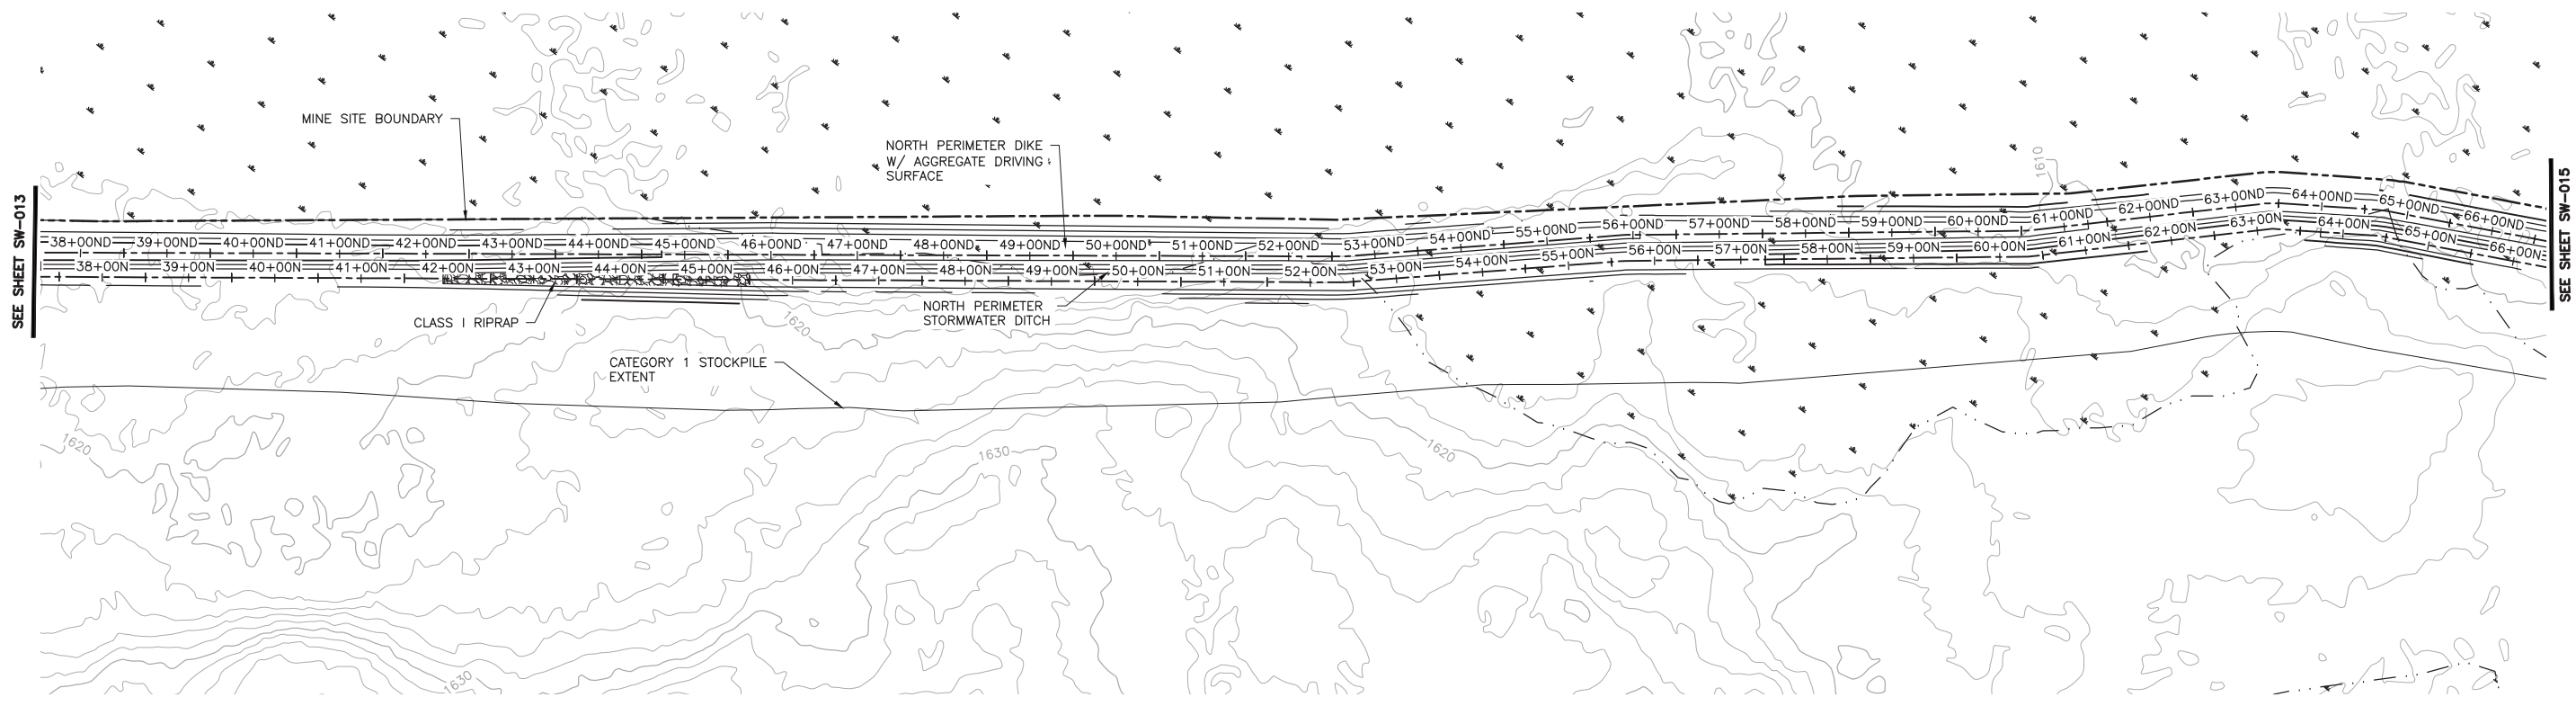 MINE SITE BOUNDARY
NORTH PERIMETER DIKE
W/ AGGREGATE DRIVING
SURFACE
1610
SEE SHEET SW-013
SEE SHEET SW-015
38+00ND 39+00ND 40+00ND 41+00ND 42+00ND 43+00ND 44+00ND 45+00ND 46+00ND 47+00ND 48+00ND 49+00ND 50+00ND 51+00ND 52+00ND 53+00ND 54+00ND 55+00ND 56+00ND 57+00ND 58+00ND 59+00ND 60+00ND 61+00ND 62+00ND 63+00ND 64+00ND 65+00ND 66+00ND
38+00N 39+00N 40+00N 41+00N 42+00N 43+00N 44+00N 45+00N 46+00N 47+00N 48+00N 49+00N 50+00N 51+00N 52+00N 53+00N 54+00N 55+00N 56+00N 57+00N 58+00N 59+00N 60+00N 61+00N 62+00N 63+00N 64+00N 65+00N 66+00N
CLASS I RIPRAP
1620
NORTH PERIMETER
STORMWATER DITCH
CATEGORY 1 STOCKPILE
EXTENT
1620
1630
1620
1630